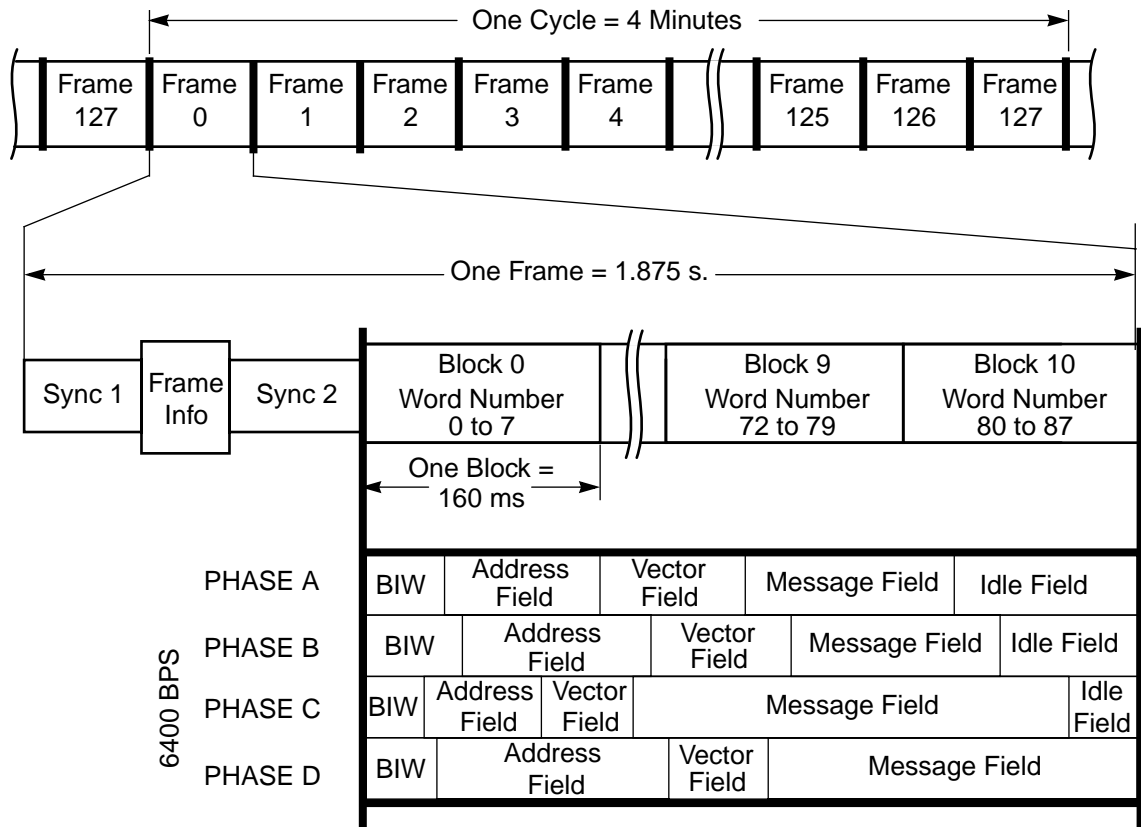 One Cycle = 4 Minutes
Frame 127
Frame 0
Frame 1
Frame 2
Frame 3
Frame 4
Frame 125
Frame 126
Frame 127
One Frame = 1.875 s.
Sync 1
Frame Info
Sync 2
Block 0
Word Number
0 to 7
Block 9
Word Number
72 to 79
Block 10
Word Number
80 to 87
One Block =
160 ms
6400 BPS
PHASE A
BIW
Address Field
Vector Field
Message Field
Idle Field
PHASE B
BIW
Address Field
Vector Field
Message Field
Idle Field
PHASE C
BIW
Address Field
Vector Field
Message Field
Idle Field
PHASE D
BIW
Address Field
Vector Field
Message Field